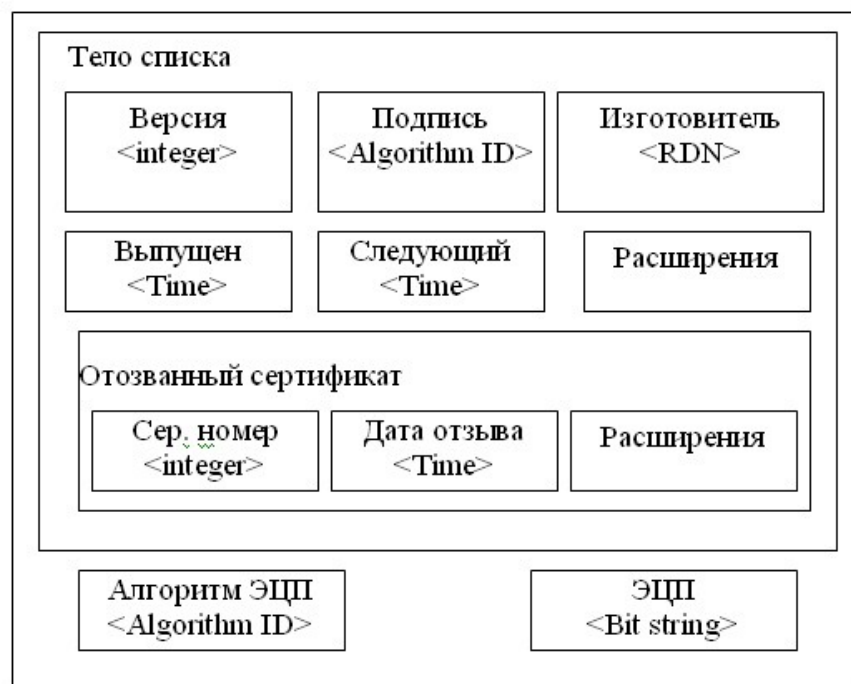 Тело списка
Версия
<integer>
Подпись
<Algorithm ID>
Изготовитель
<RDN>
Выпущен
<Time>
Следующий
<Time>
Расширения
Отозванный сертификат
Сер. номер
<integer>
Дата отзыва
<Time>
Расширения
Алгоритм ЭЦП
<Algorithm ID>
ЭЦП
<Bit string>